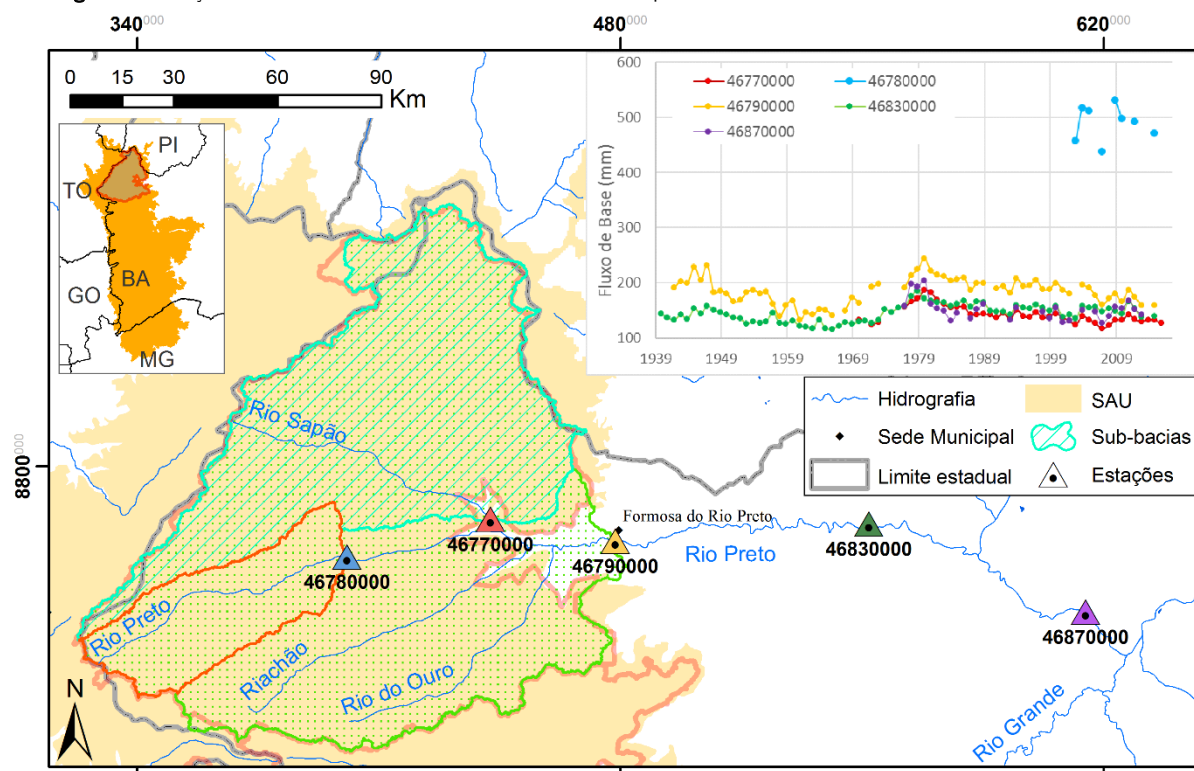 340000
480000
620000
0 15 30 60 90
Km
PI
TO
BA
GO
MG
46770000
46780000
46790000
46830000
46870000
Fluxo de Base (mm)
600
500
400
300
200
100
1939 1949 1959 1969 1979 1989 1999 2009
Hidrografia
SAU
Sede Municipal
Sub-bacias
Limite estadual
Estações
8800000
Rio Sapão
Formosa do Rio Preto
46770000
46780000
46790000
46830000
Rio Preto
Rio Preto
46870000
Riachão
Rio do Ouro
Rio Grande
N